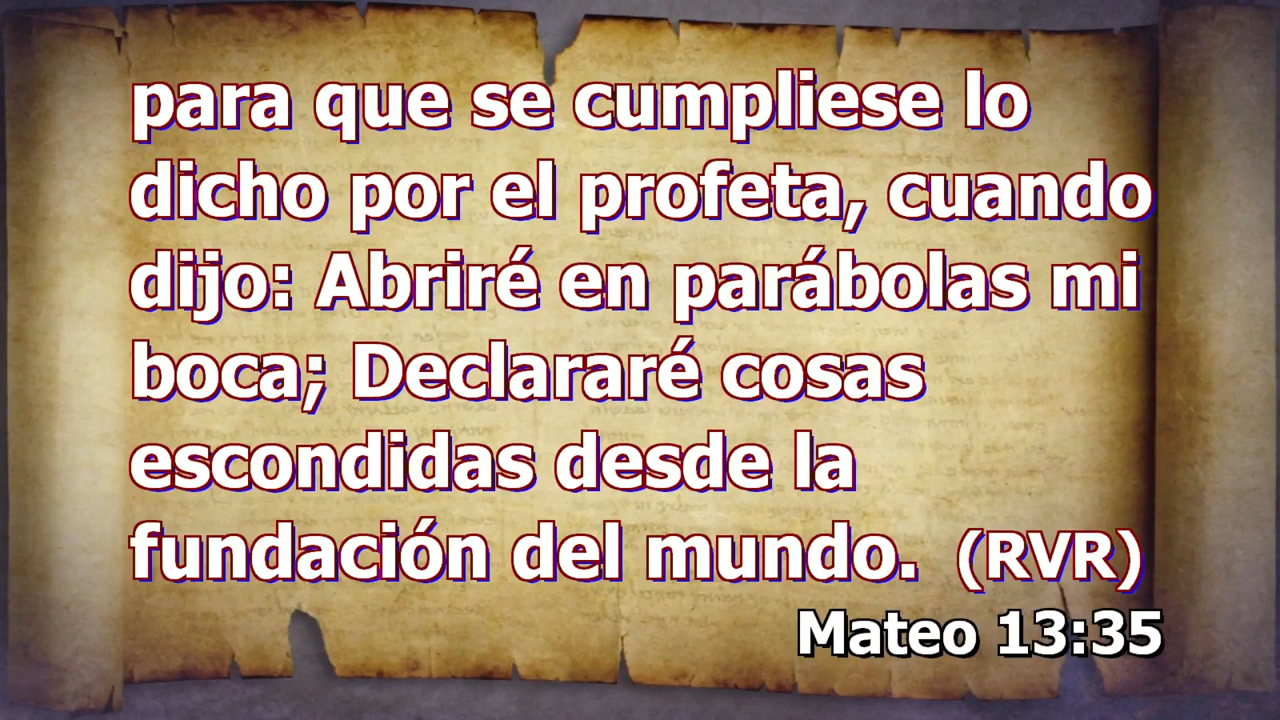 para que se cumpliese lo
dicho por el profeta, cuando
dijo: Abriré en parábolas mi
boca; Declararé cosas
escondidas desde la
fundación del mundo. (RVR)
Mateo 13:35